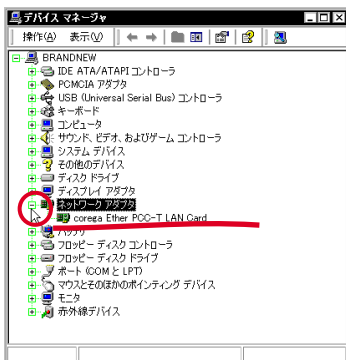 デバイス マネージャ
操作(A) 表示(V)
BRANDNEW
IDE ATA/ATAPI コントローラ
PCMCIA アダプタ
USB (Universal Serial Bus) コントローラ
キーボード
コンピュータ
サウンド、ビデオ、およびゲーム コントローラ
システム デバイス
その他のデバイス
ディスク ドライブ
ディスプレイ アダプタ
ネットワーク アダプタ
corega Ether PCC-T LAN Card
バッテリ
フロッピー ディスク コントローラ
フロッピー ディスク ドライブ
ポート (COM と LPT)
マウスとそのほかのポインティング デバイス
モニタ
赤外線デバイス